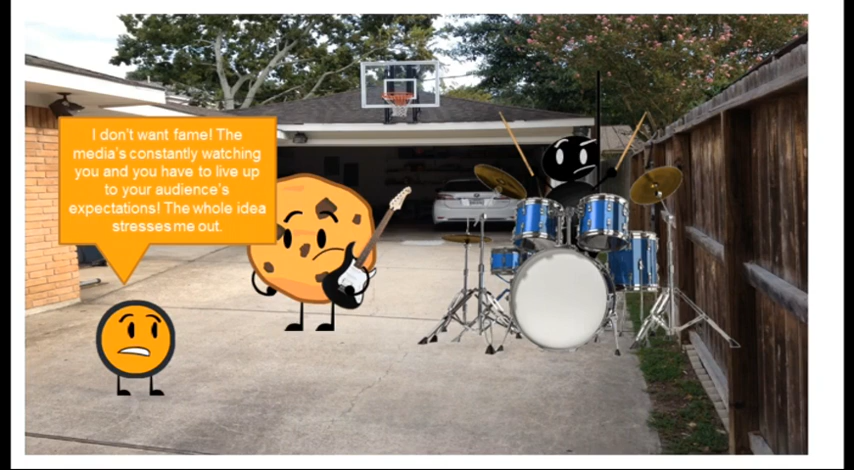 I don't want fame! The
media's constantly watching
you and you have to live up
to your audience's
expectations! The whole idea
stresses me out.